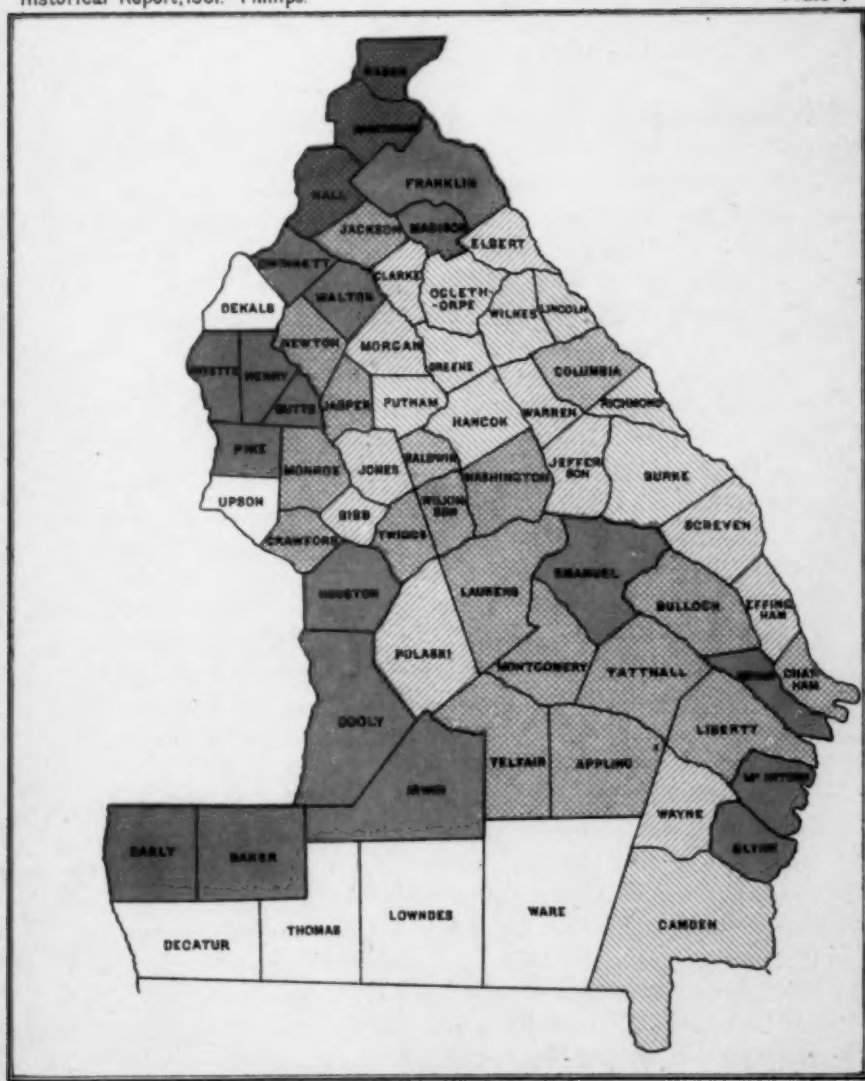 Historical Report, 1901. Phillips.
RABUN
HALL
FRANKLIN
JACKSON
MADISON
ELBERT
GWINNETT
CLARKE
OGLETH
-ORPE
DEKALB
WALTON
WILKES
LINCOLN
NEWTON
MORGAN
GREENE
COLUMBIA
HENRY
BUTTS
JASPER
PUTNAM
HANCOK
WARREN
RICHMOND
PIKE
MONROE
JONES
BALDWIN
WASHINGTON
JEFFER
SON
BURKE
UPSON
BIBB
WILKIN
SON
CRAWFORD
TWIGGS
SCREVEN
HOUSTON
LAURENS
EMANUEL
BULLOCH
EFFING
HAM
PULASKI
MONTGOMERY
TATTNALL
BRYAN
CHAT
HAM
DOOLY
LIBERTY
TELFAIR
APPLING
IRWIN
Mc INTOSH
WAYNE
GLYNN
EARLY
BAKER
DECATUR
THOMAS
LOWNDES
WARE
CAMDEN